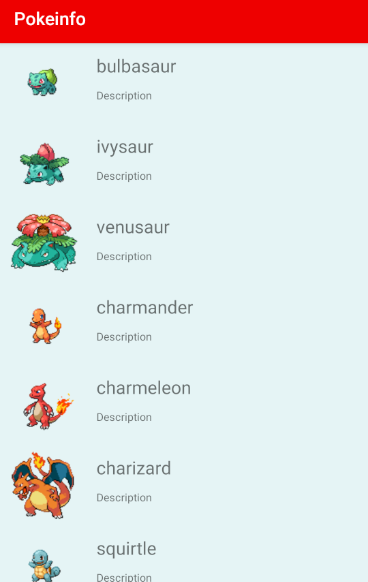 Pokeinfo
bulbasaur
Description
ivysaur
Description
venusaur
Description
charmander
Description
charmeleon
Description
charizard
Description
squirtle
Description